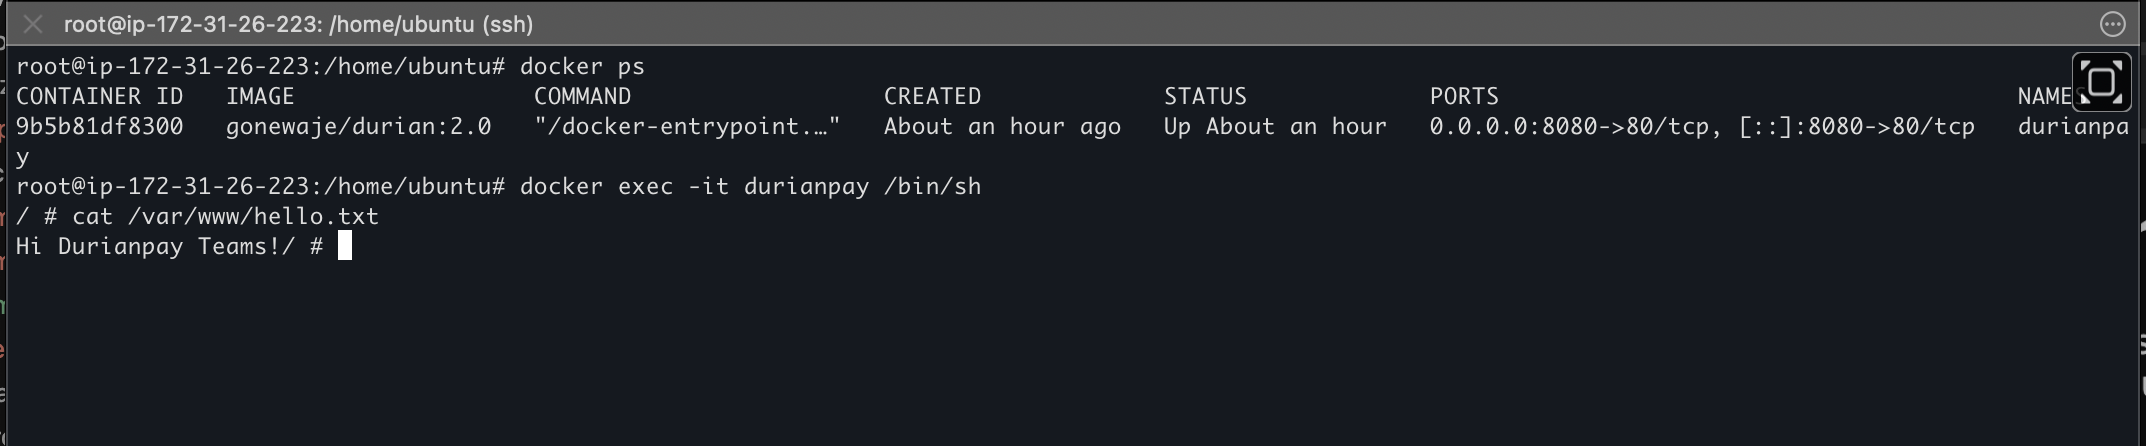 root@ip-172-31-26-223: /home/ubuntu (ssh)
root@ip-172-31-26-223:/home/ubuntu# docker ps
CONTAINER ID   IMAGE                 COMMAND                  CREATED             STATUS             PORTS                                     NAMES
9b5b81df8300   gonewaje/durian:2.0   "/docker-entrypoint.…"   About an hour ago   Up About an hour   0.0.0.0:8080->80/tcp, [::]:8080->80/tcp   durianpa
y
root@ip-172-31-26-223:/home/ubuntu# docker exec -it durianpay /bin/sh
/ # cat /var/www/hello.txt
Hi Durianpay Teams!/ #